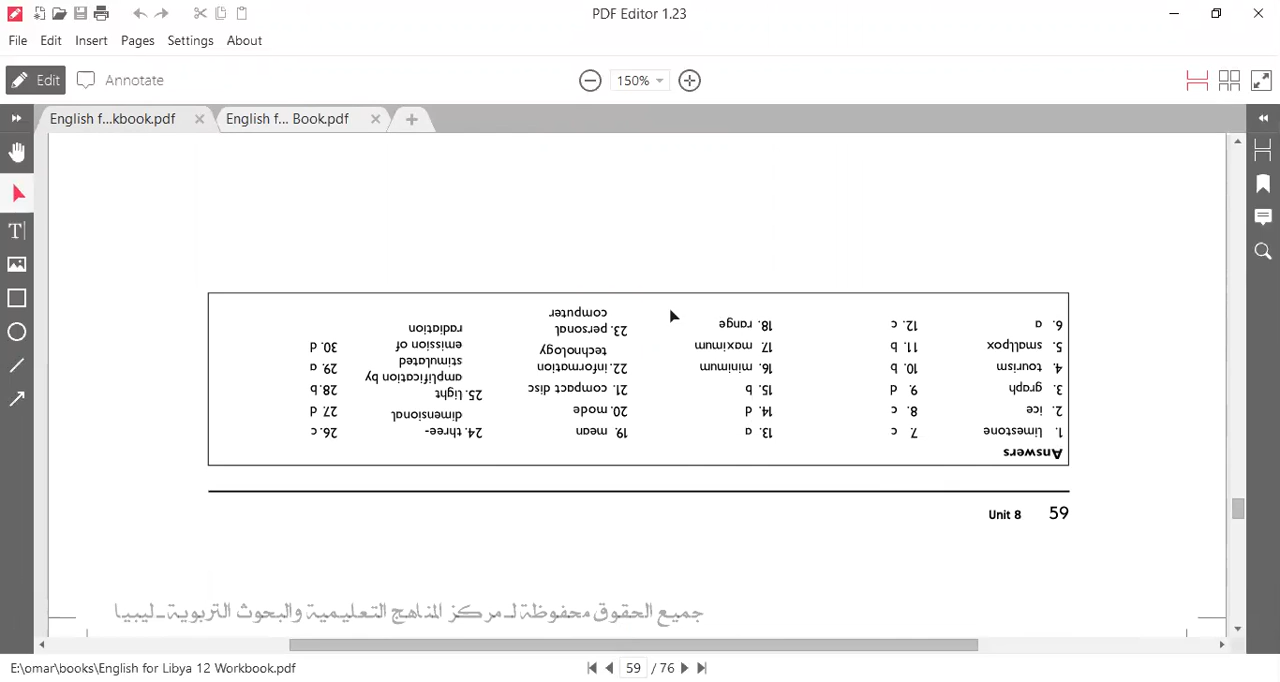 PDF Editor 1.23
File Edit Insert Pages Settings About
Edit Annotate 150%
English f...kbook.pdf English f... Book.pdf
Answers
1. limestone
2. ice
3. graph
4. tourism
5. smallpox
6. a
7. c
8. c
9. d
10. b
11. b
12. c
13. a
14. d
15. b
16. minimum
17. maximum
18. range
19. mean
20. mode
21. compact disc
22. information
technology
23. personal
computer
24. three-
dimensional
25. light
amplification by
stimulated
emission of
radiation
26. c
27. d
28. b
29. a
30. d
Unit 8 59
جميع الحقوق محفوظة لـ مركز المناهج التعليمية والبحوث التربوية ـ ليبيا
E:\omar\books\English for Libya 12 Workbook.pdf 59 / 76